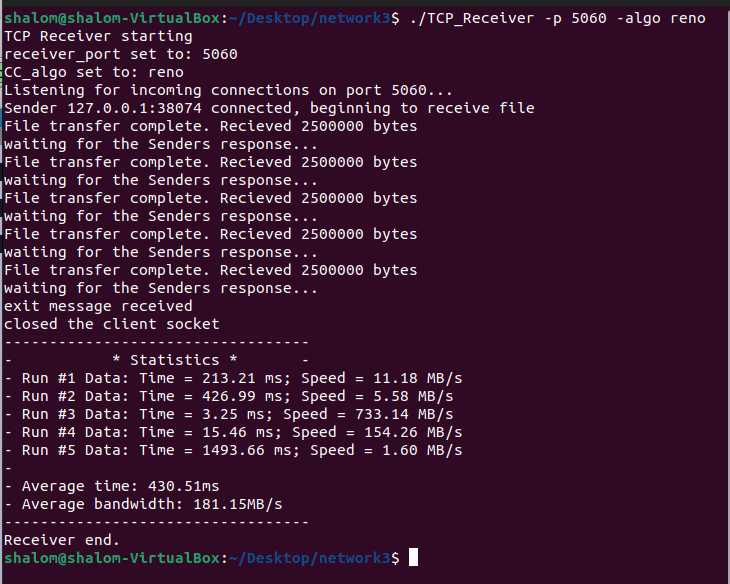 shalom@shalom-VirtualBox:~/Desktop/network3$ ./TCP_Receiver -p 5060 -algo reno
TCP Receiver starting
receiver_port set to: 5060
CC_algo set to: reno
Listening for incoming connections on port 5060...
Sender 127.0.0.1:38074 connected, beginning to receive file
File transfer complete. Recieved 2500000 bytes
waiting for the Senders response...
File transfer complete. Recieved 2500000 bytes
waiting for the Senders response...
File transfer complete. Recieved 2500000 bytes
waiting for the Senders response...
File transfer complete. Recieved 2500000 bytes
waiting for the Senders response...
File transfer complete. Recieved 2500000 bytes
waiting for the Senders response...
exit message received
closed the client socket
----------------------------------
-           * Statistics *       -
- Run #1 Data: Time = 213.21 ms; Speed = 11.18 MB/s
- Run #2 Data: Time = 426.99 ms; Speed = 5.58 MB/s
- Run #3 Data: Time = 3.25 ms; Speed = 733.14 MB/s
- Run #4 Data: Time = 15.46 ms; Speed = 154.26 MB/s
- Run #5 Data: Time = 1493.66 ms; Speed = 1.60 MB/s
-
- Average time: 430.51ms
- Average bandwidth: 181.15MB/s
----------------------------------
Receiver end.
shalom@shalom-VirtualBox:~/Desktop/network3$